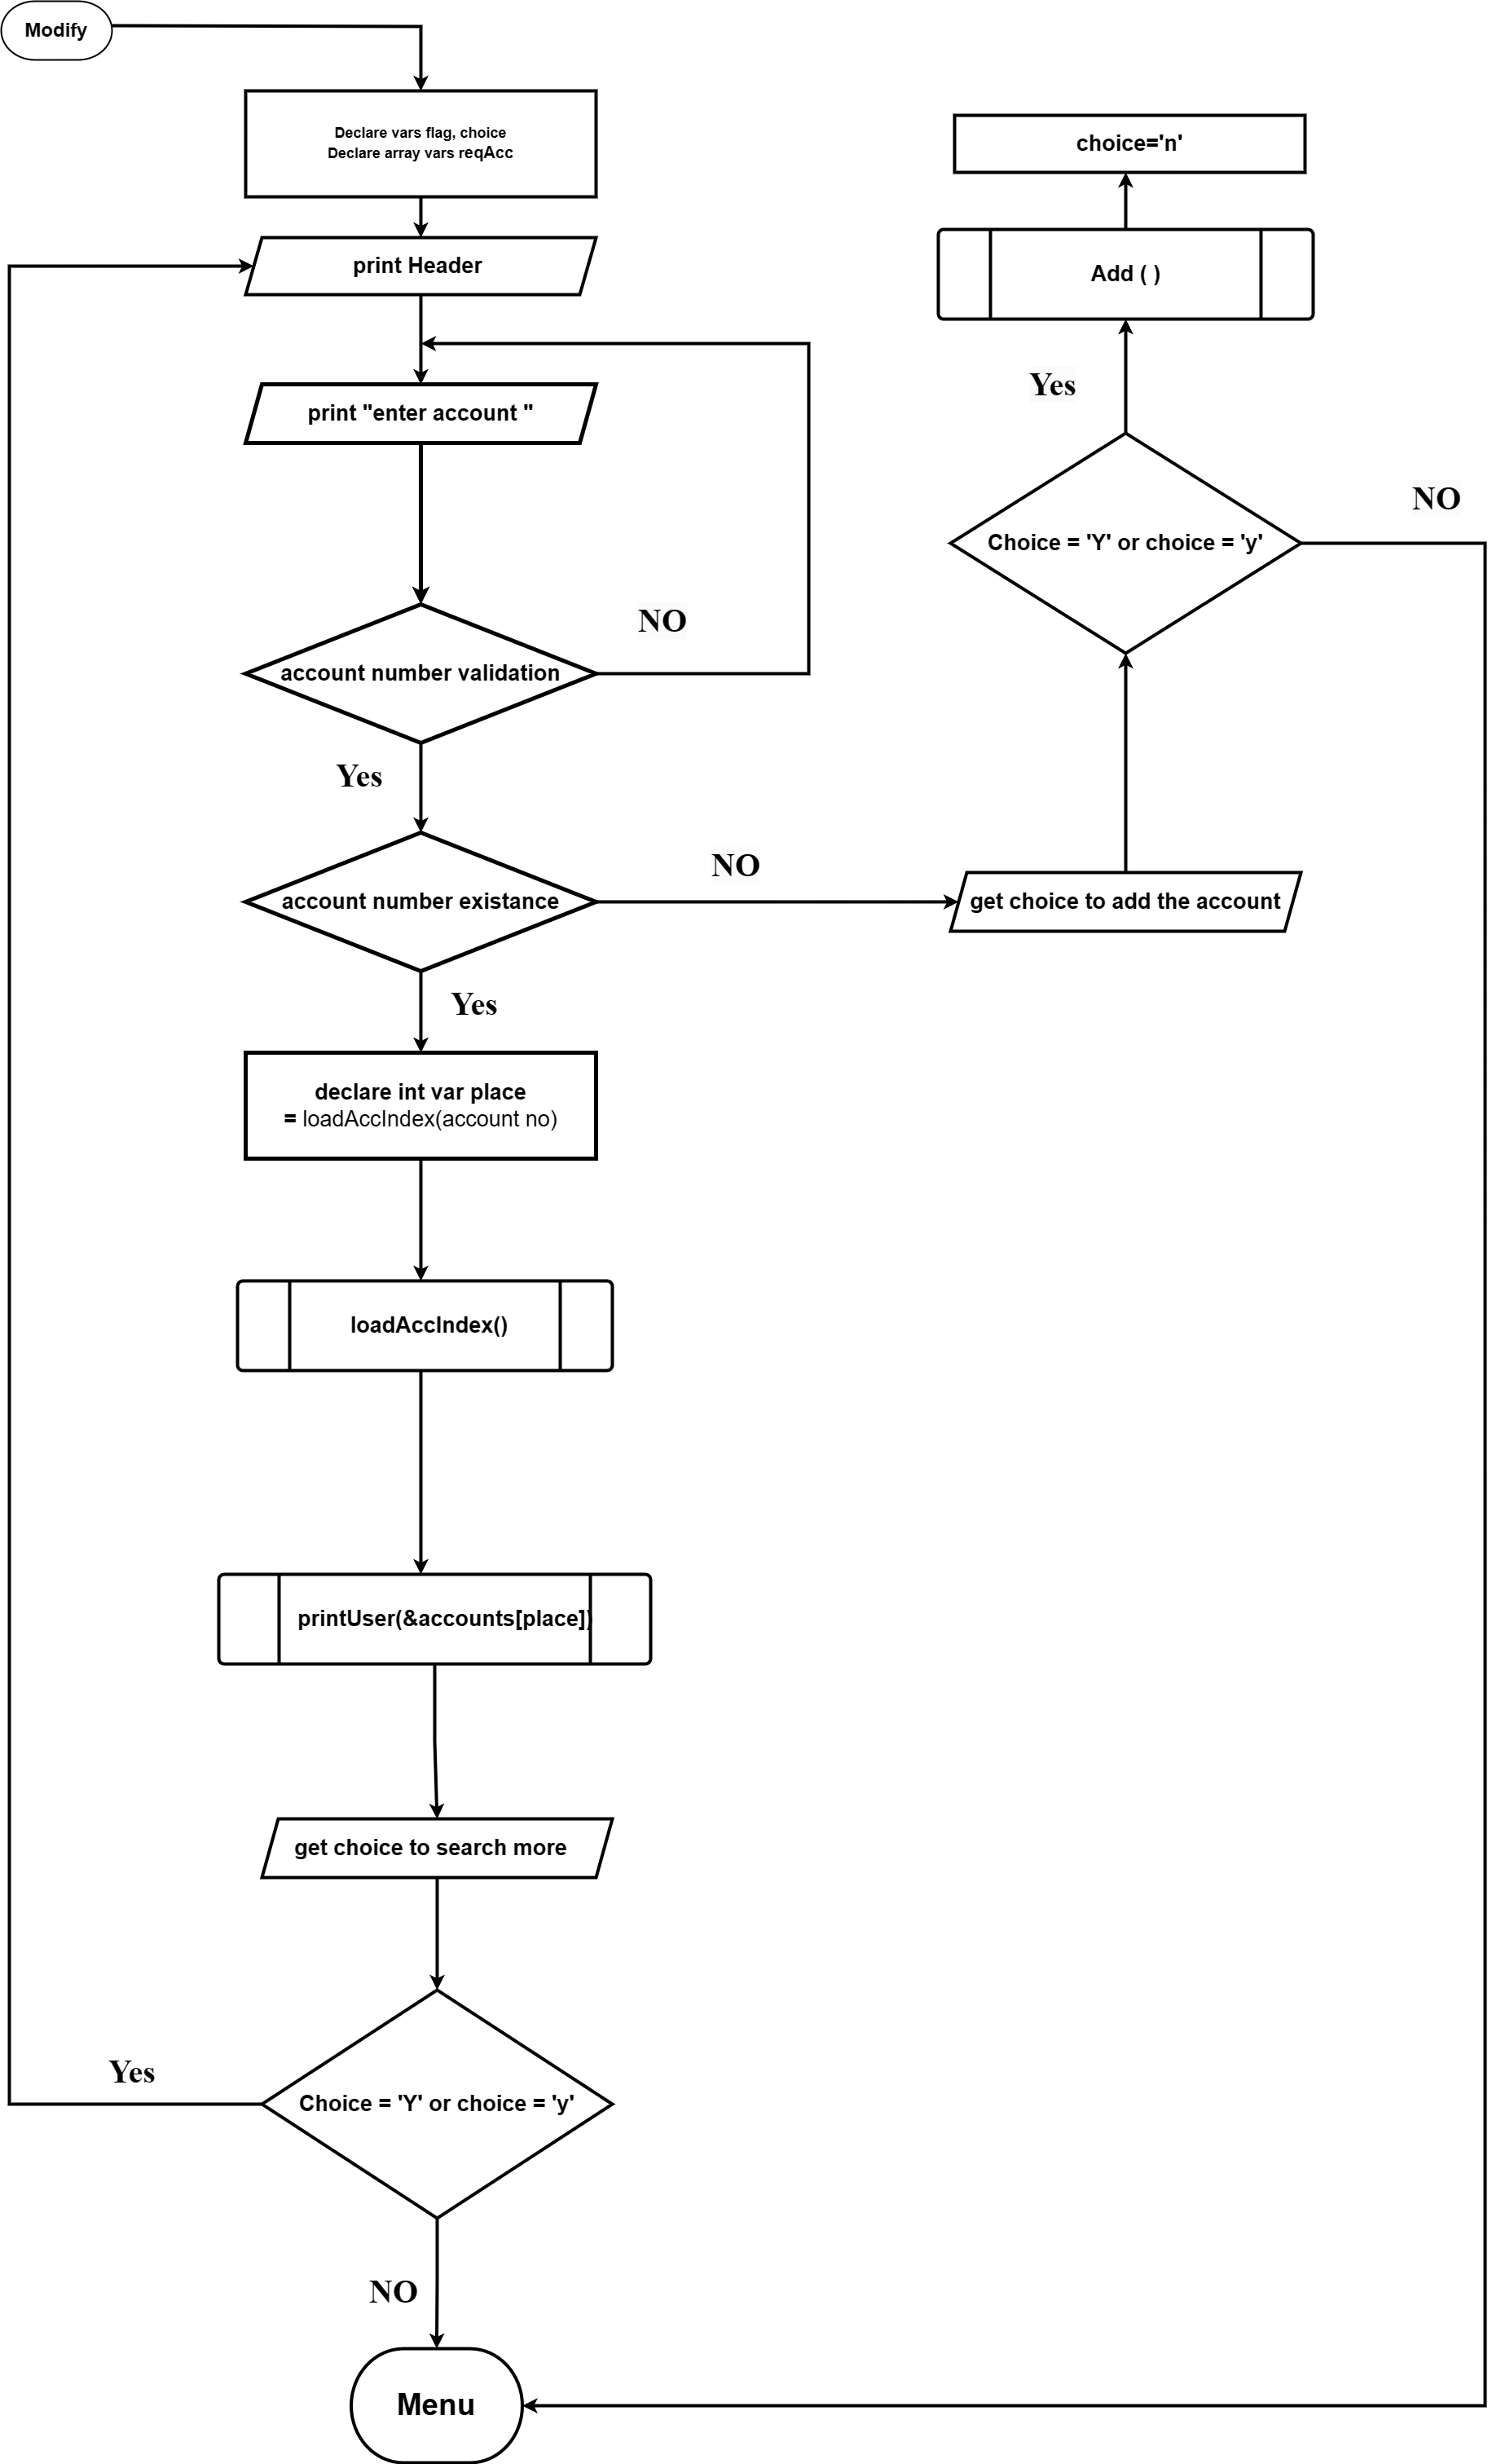 Modify
Declare vars flag, choice
Declare array vars reqAcc
print Header
print "enter account "
account number validation
NO
Yes
account number existance
NO
Yes
declare int var place
= loadAccIndex(account no)
loadAccIndex()
printUser(&accounts[place])
get choice to search more
Choice = 'Y' or choice = 'y'
Yes
NO
Menu
get choice to add the account
Choice = 'Y' or choice = 'y'
NO
Yes
Add ( )
choice='n'